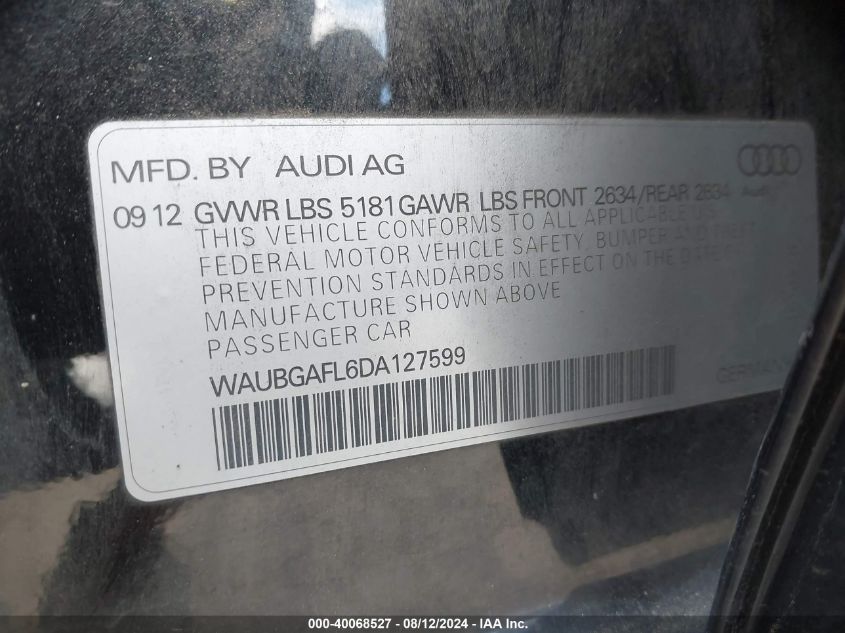 MFD. BY AUDI AG
Audi
09 12 GVWR LBS 5181 GAWR LBS FRONT 2634/REAR 2634
THIS VEHICLE CONFORMS TO ALL APPLICABLE US
FEDERAL MOTOR VEHICLE SAFETY, BUMPER AND THEFT
PREVENTION STANDARDS IN EFFECT ON THE DATE OF
MANUFACTURE SHOWN ABOVE
PASSENGER CAR
WAUBGAFL6DA127599
GERMANY
000-40068527 - 08/12/2024 - IAA Inc.